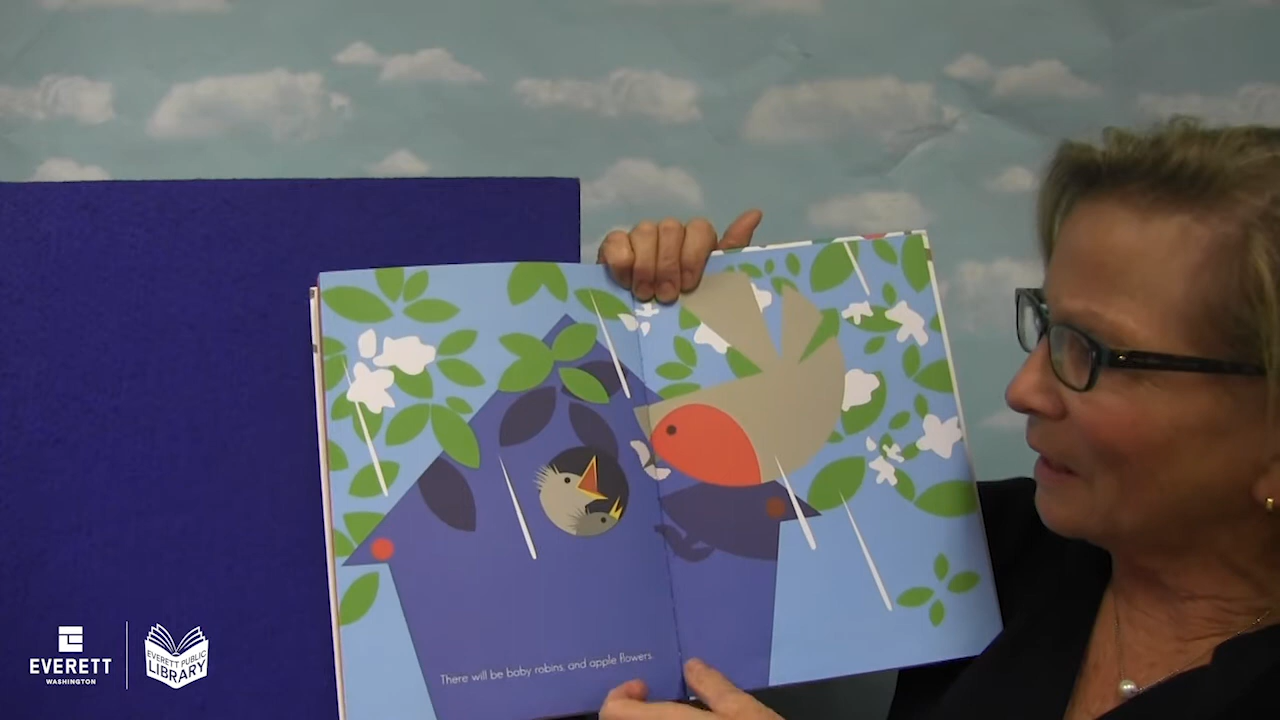 There will be baby robins, and apple flowers.
EVERETT
WASHINGTON
EVERETT PUBLIC
LIBRARY